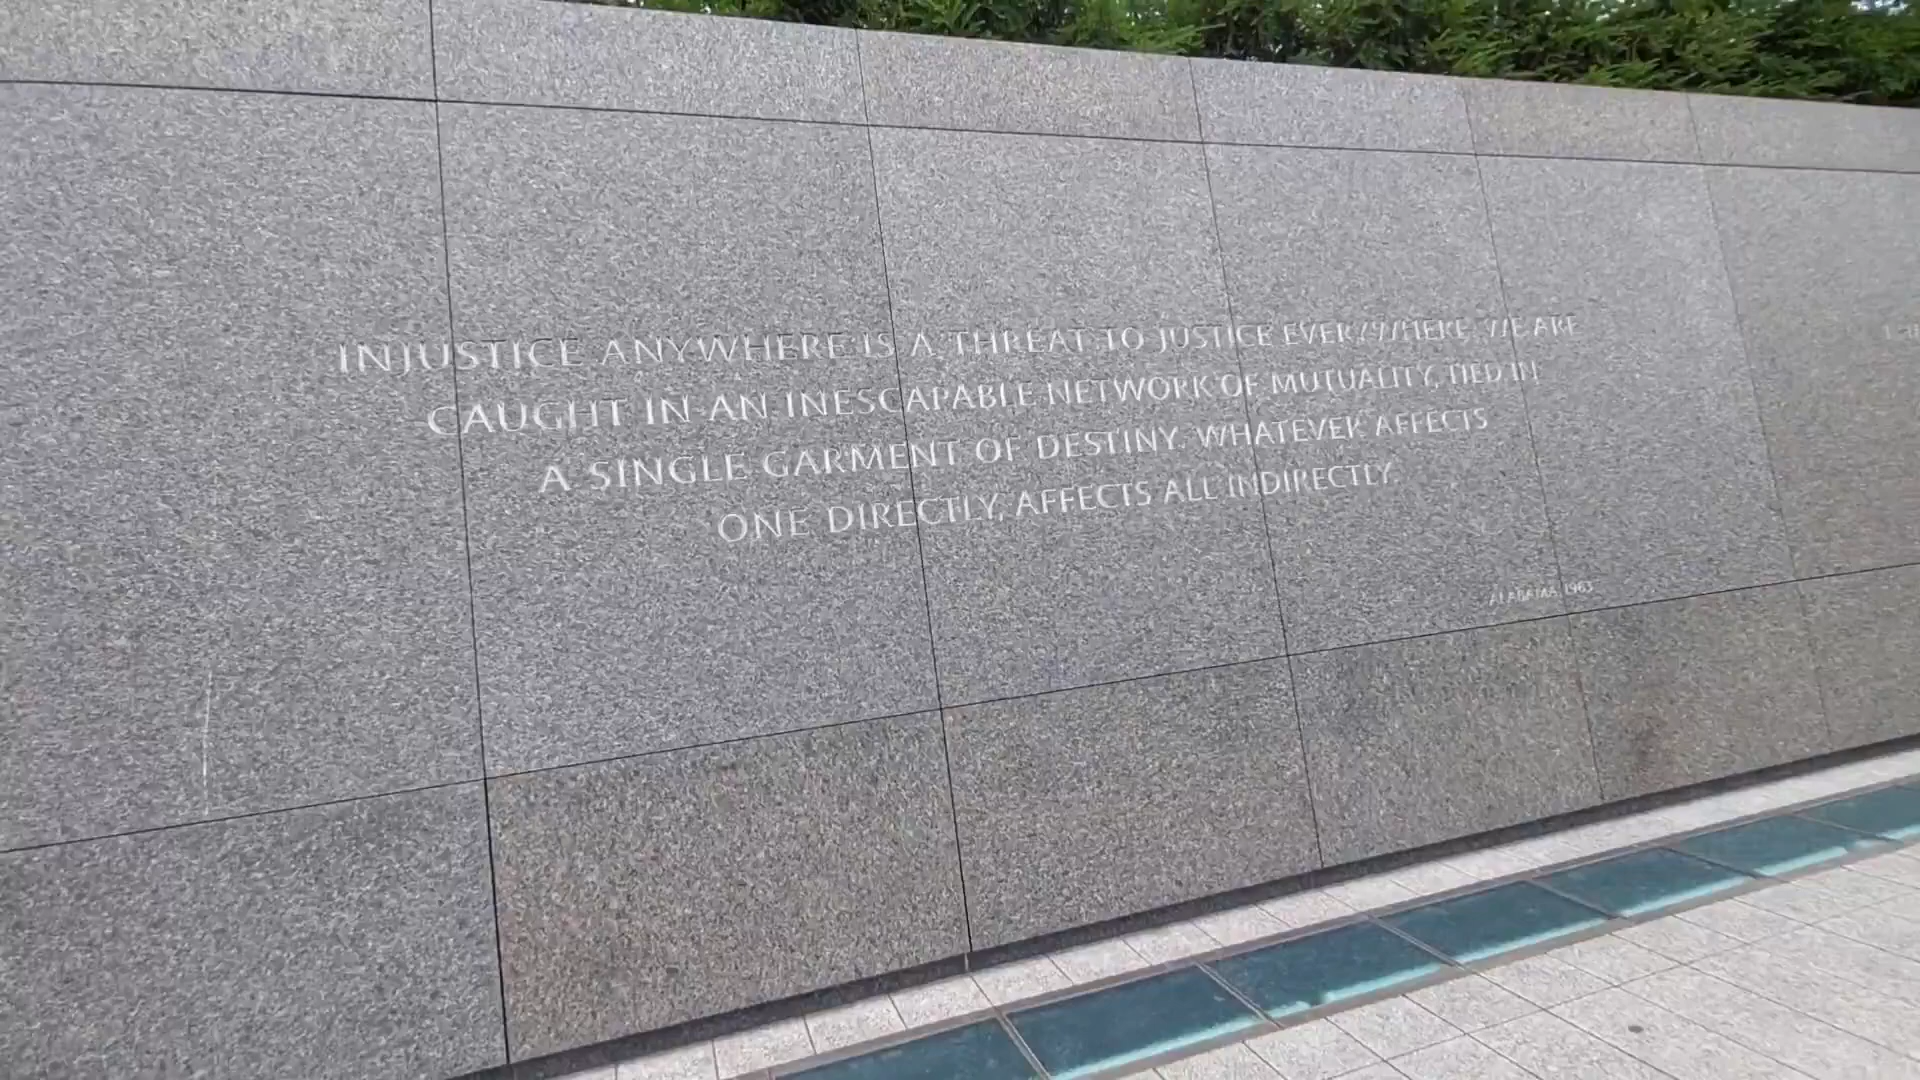 INJUSTICE ANYWHERE IS A THREAT TO JUSTICE EVERYWHERE. WE ARE
CAUGHT IN AN INESCAPABLE NETWORK OF MUTUALITY, TIED IN
A SINGLE GARMENT OF DESTINY. WHATEVER AFFECTS
ONE DIRECTLY, AFFECTS ALL INDIRECTLY.
ALABAMA, 1963